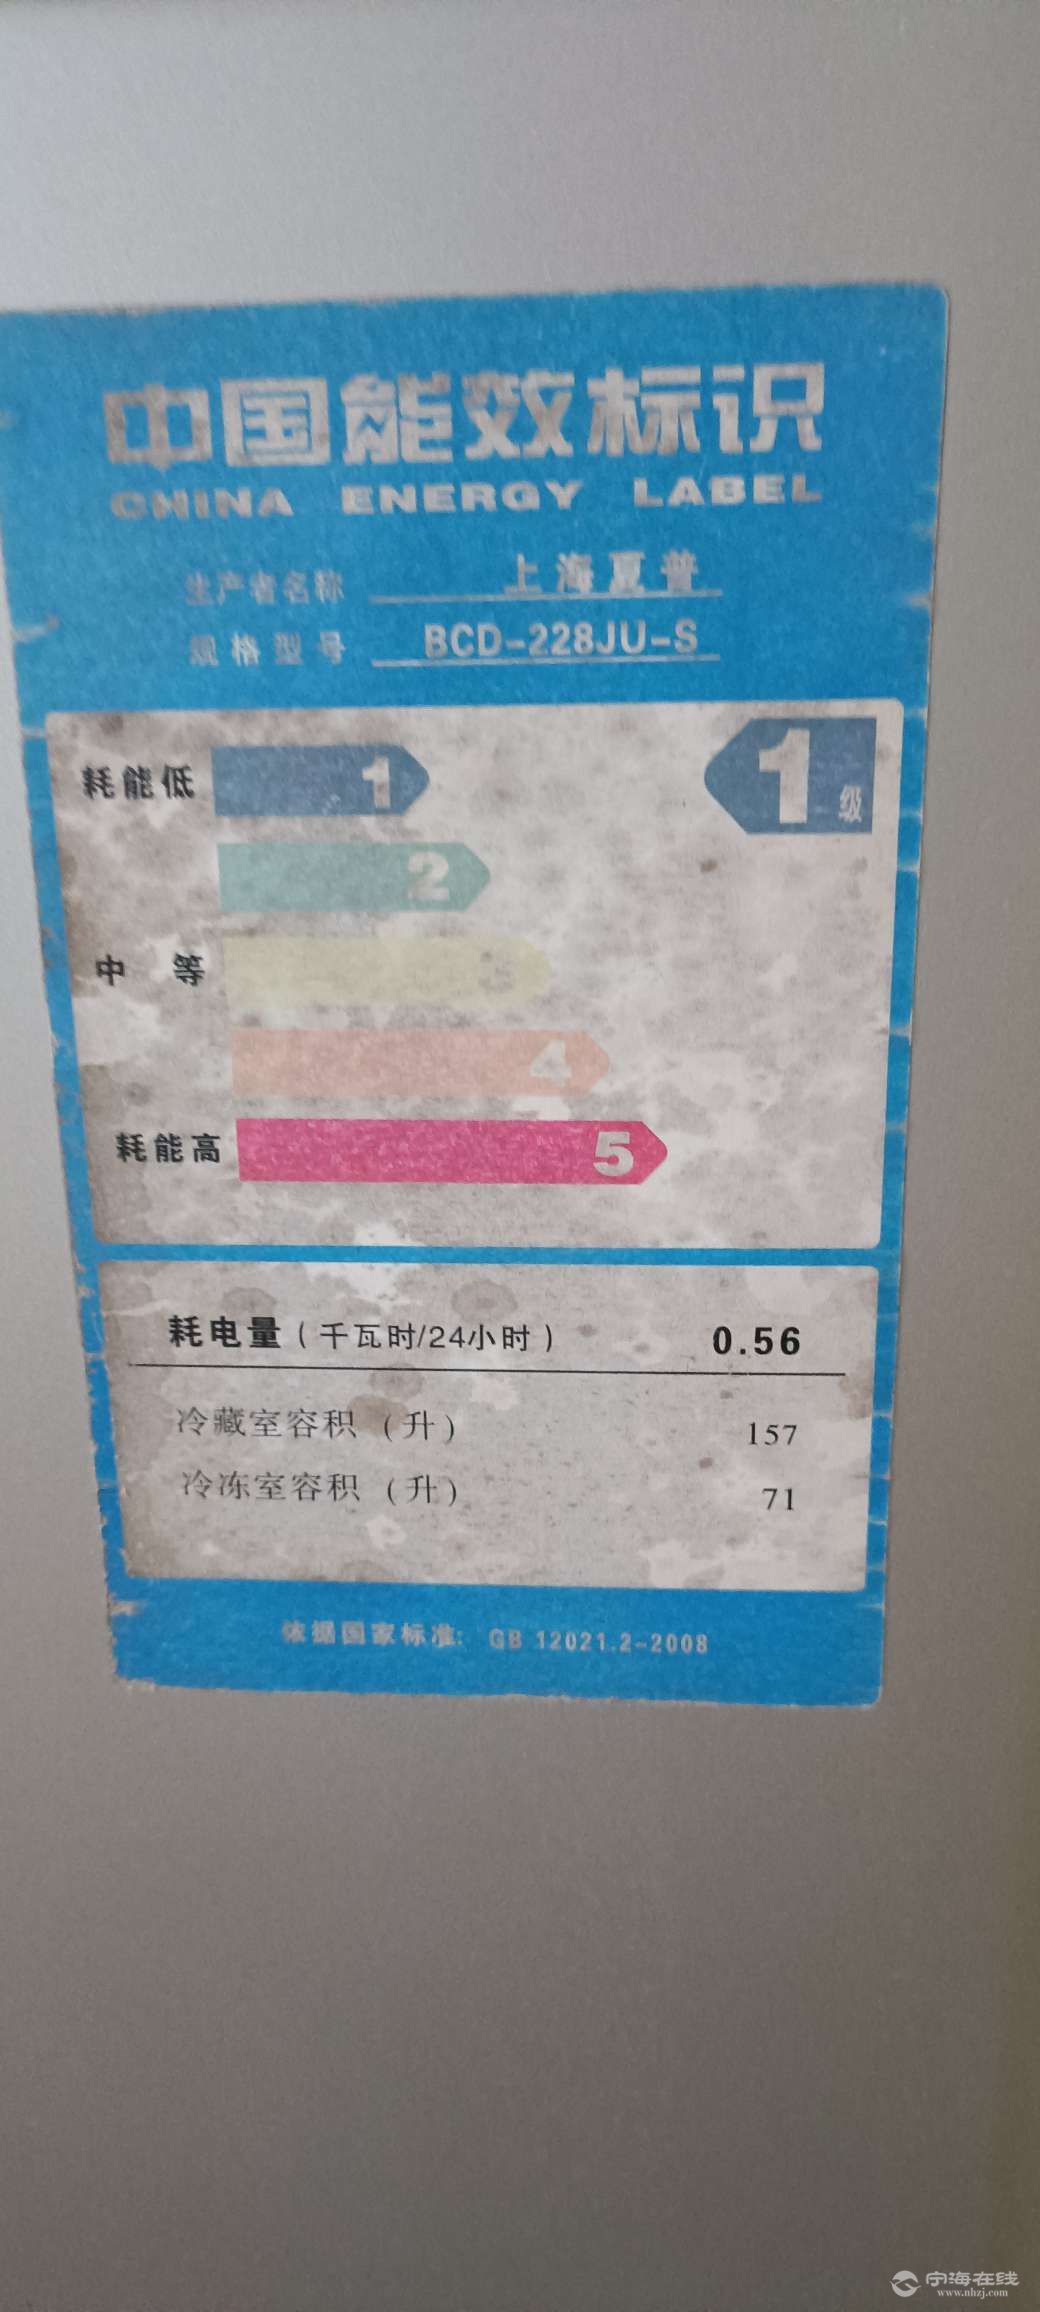 中国能效标识
CHINA ENERGY LABEL
生产者名称 上海夏普
规格型号 BCD-228JU-S
耗能低 1 1级
2
中 等 3
4
耗能高 5
耗电量(千瓦时/24小时) 0.56
冷藏室容积 (升) 157
冷冻室容积 (升) 71
依据国家标准: GB 12021.2-2008
宁海在线
www.nhzj.com